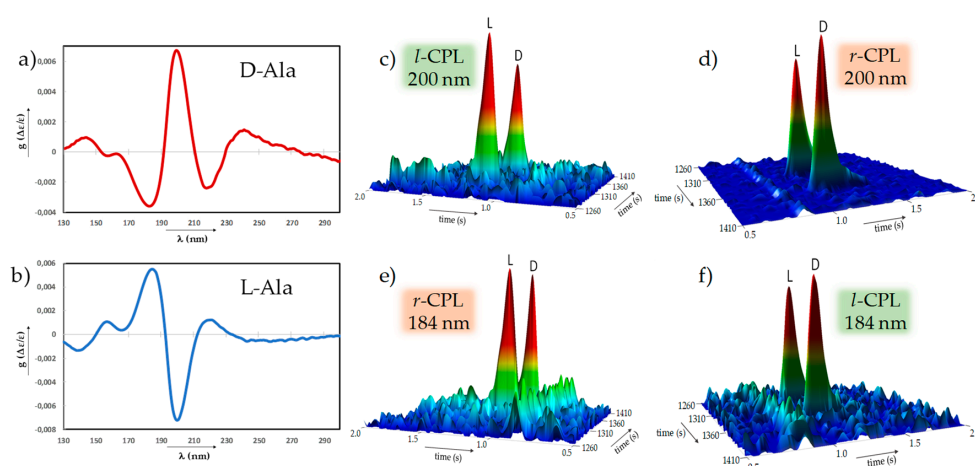 a)
D-Ala
g (Δε/ε)
0,006
0,004
0,002
0
-0,002
-0,004
130 150 170 190 210 230 250 270 290
λ (nm)
b)
L-Ala
g (Δε/ε)
0,006
0,004
0,002
0
-0,002
-0,004
-0,006
-0,008
130 150 170 190 210 230 250 270 290
λ (nm)
c)
l-CPL
200 nm
L
D
2.0
1.0
0.5
time (s)
1410
1360
1310
1260
time (s)
d)
r-CPL
200 nm
L
D
1260
1310
1360
1410
time (s)
0.5
1.0
time (s)
1.5
2
e)
r-CPL
184 nm
L
D
2.0
1.0
0.5
time (s)
1410
1360
1310
1260
time (s)
f)
l-CPL
184 nm
L
D
1260
1310
1360
1410
time (s)
0.5
1.0
time (s)
1.5
2